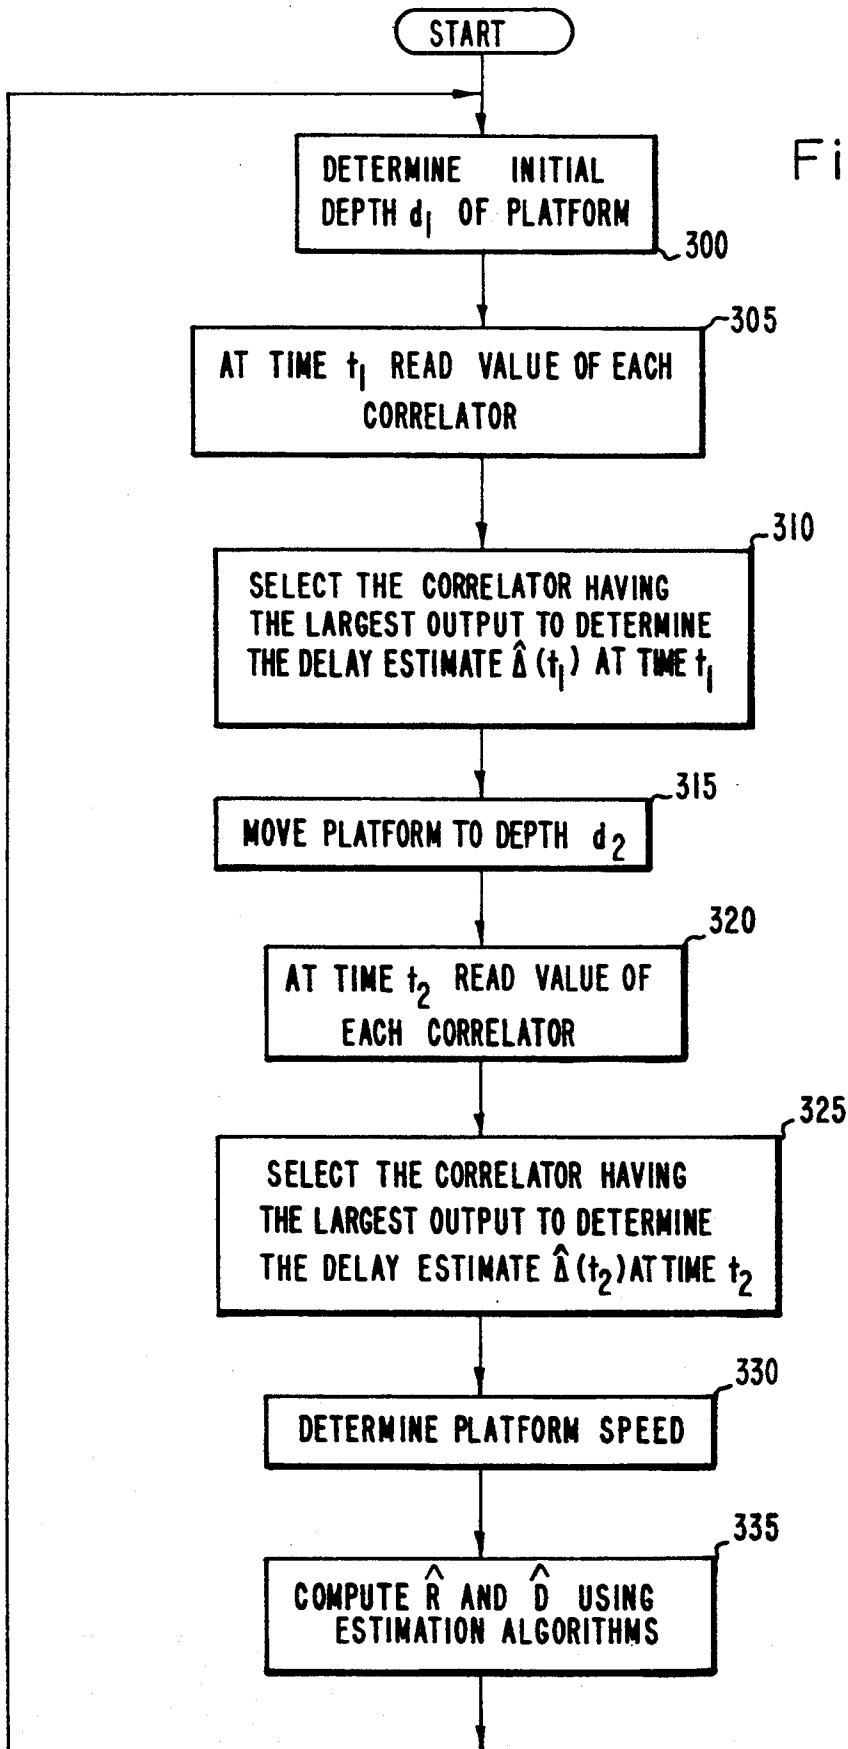 START
Fi
DETERMINE INITIAL
DEPTH d₁ OF PLATFORM
300
305
AT TIME t₁ READ VALUE OF EACH
CORRELATOR
310
SELECT THE CORRELATOR HAVING
THE LARGEST OUTPUT TO DETERMINE
THE DELAY ESTIMATE Δ̂(t₁) AT TIME t₁
315
MOVE PLATFORM TO DEPTH d₂
320
AT TIME t₂ READ VALUE OF
EACH CORRELATOR
325
SELECT THE CORRELATOR HAVING
THE LARGEST OUTPUT TO DETERMINE
THE DELAY ESTIMATE Δ̂(t₂) AT TIME t₂
330
DETERMINE PLATFORM SPEED
335
COMPUTE R̂ AND D̂ USING
ESTIMATION ALGORITHMS